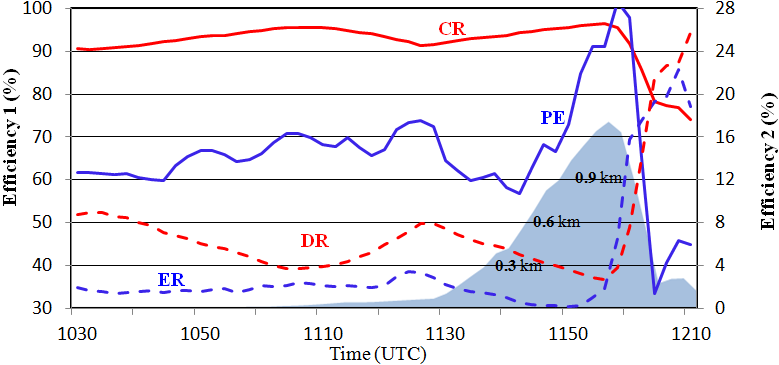 100
90
80
70
60
50
40
30
Efficiency 1 (%)
28
24
20
16
12
8
4
0
Efficiency 2 (%)
CR
PE
DR
ER
0.9 km
0.6 km
0.3 km
1030
1050
1110
1130
1150
1210
Time (UTC)